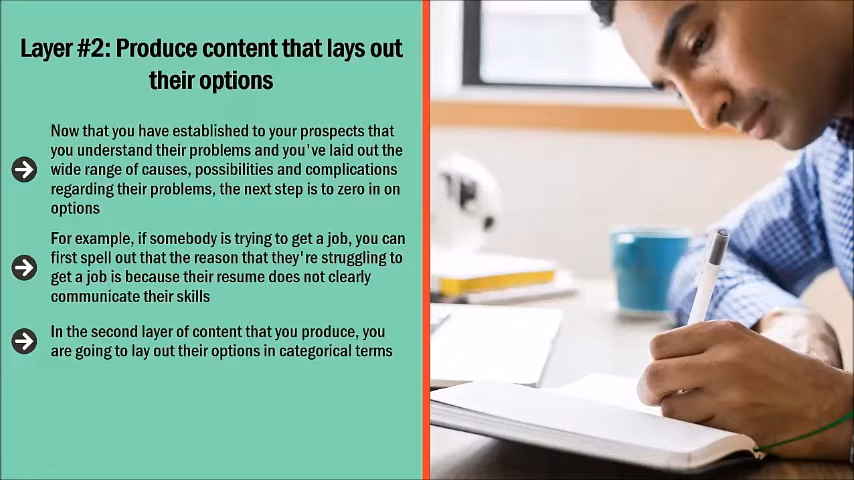 Layer #2: Produce content that lays out
their options
Now that you have established to your prospects that
you understand their problems and you've laid out the
wide range of causes, possibilities and complications
regarding their problems, the next step is to zero in on
options
For example, if somebody is trying to get a job, you can
first spell out that the reason that they're struggling to
get a job is because their resume does not clearly
communicate their skills
In the second layer of content that you produce, you
are going to lay out their options in categorical terms